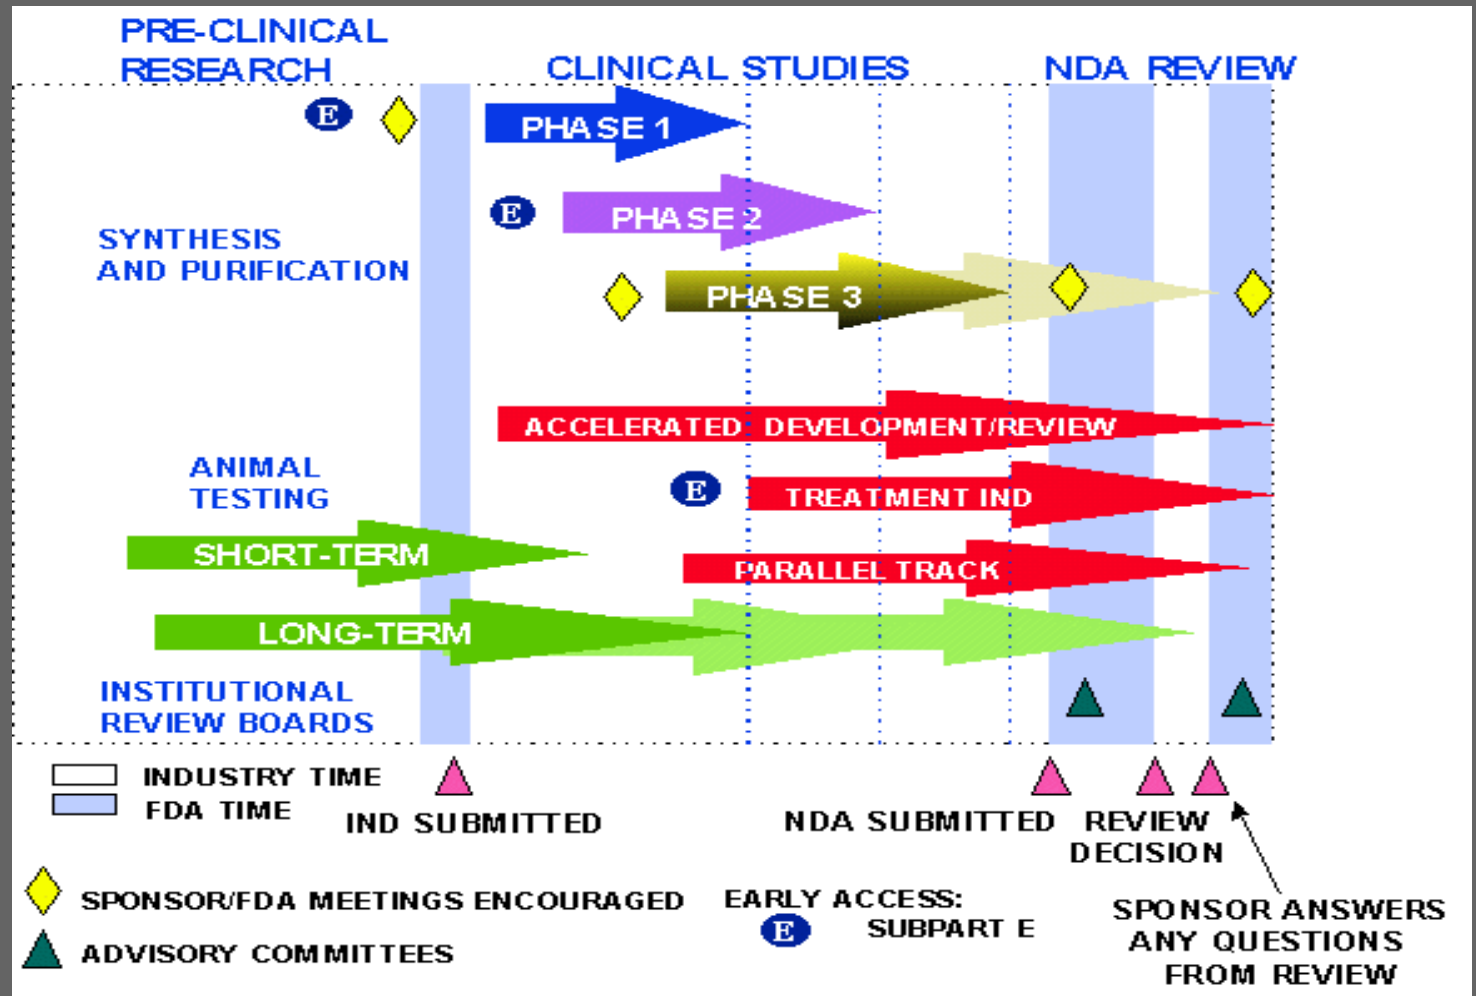 PRE-CLINICAL
RESEARCH
CLINICAL STUDIES
NDA REVIEW
E
PHASE 1
E
PHASE 2
SYNTHESIS
AND PURIFICATION
PHASE 3
ACCELERATED DEVELOPMENT/REVIEW
ANIMAL
TESTING
E
TREATMENT IND
SHORT-TERM
PARALLEL TRACK
LONG-TERM
INSTITUTIONAL
REVIEW BOARDS
INDUSTRY TIME
FDA TIME
IND SUBMITTED
NDA SUBMITTED
REVIEW
DECISION
SPONSOR/FDA MEETINGS ENCOURAGED
ADVISORY COMMITTEES
EARLY ACCESS:
E SUBPART E
SPONSOR ANSWERS
ANY QUESTIONS
FROM REVIEW